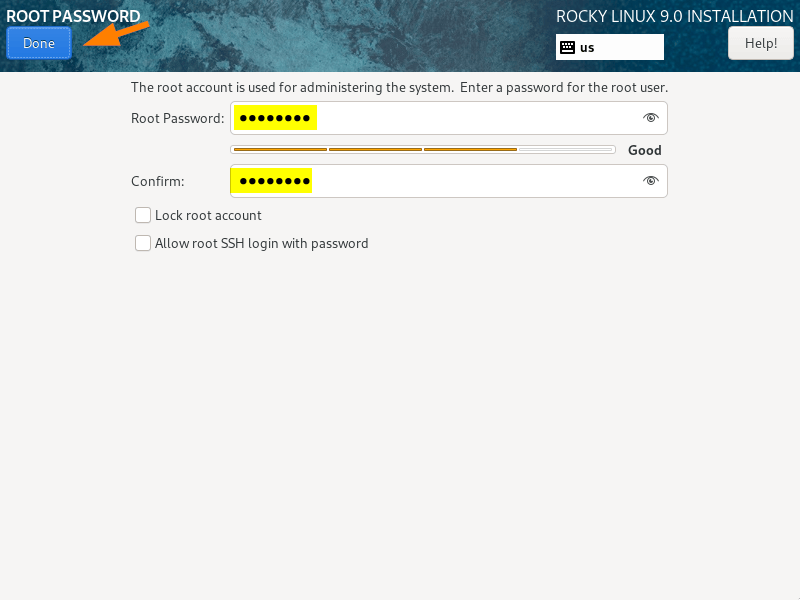 ROOT PASSWORD
ROCKY LINUX 9.0 INSTALLATION
Done
us
Help!
The root account is used for administering the system. Enter a password for the root user.
Root Password: ●●●●●●●●
Good
Confirm: ●●●●●●●●
Lock root account
Allow root SSH login with password